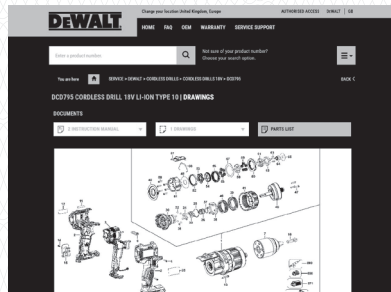 DEWALT
Change your location: United Kingdom, Europe
AUTHORISED ACCESS DeWALT GB
HOME FAQ OEM WARRANTY SERVICE SUPPORT
Enter a product number
Not sure of your product number?
Choose your search option.
You are here
SERVICE > DEWALT > CORDLESS DRILLS > CORDLESS DRILLS 18V > DCD795
BACK
DCD795 CORDLESS DRILL 18V LI-ION TYPE 10 | DRAWINGS
DOCUMENTS
2 INSTRUCTION MANUAL
1 DRAWINGS
PARTS LIST